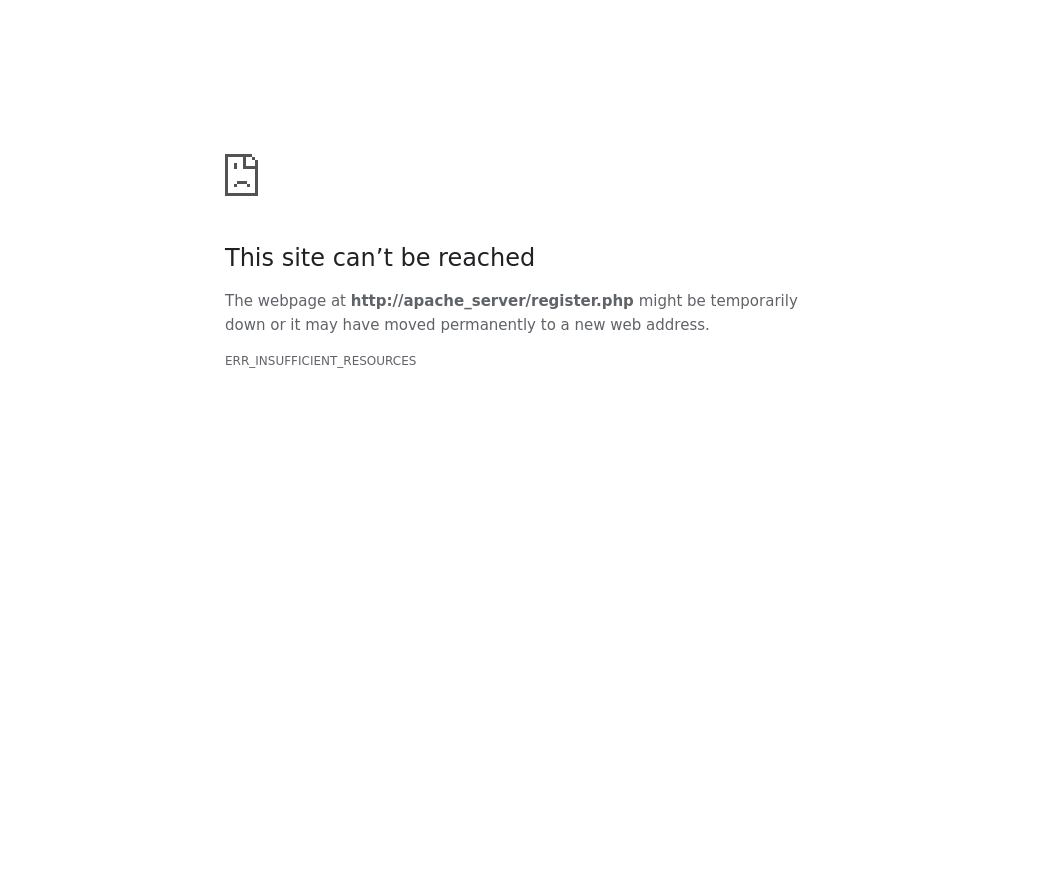 This site can’t be reached
The webpage at http://apache_server/register.php might be temporarily
down or it may have moved permanently to a new web address.
ERR_INSUFFICIENT_RESOURCES